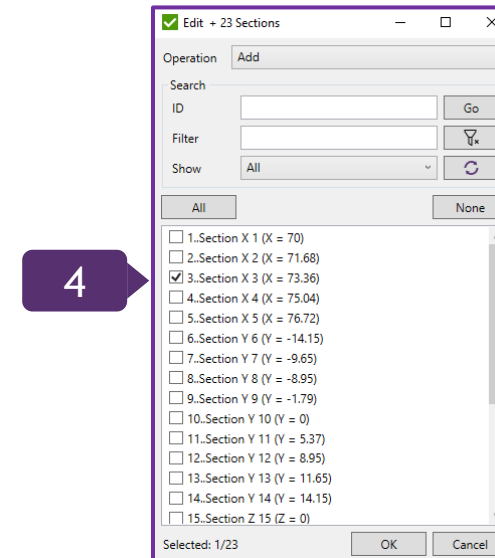 Edit + 23 Sections
Operation Add
Search
ID Go
Filter
Show All
All None
1..Section X 1 (X = 70)
2..Section X 2 (X = 71.68)
3..Section X 3 (X = 73.36)
4
4..Section X 4 (X = 75.04)
5..Section X 5 (X = 76.72)
6..Section Y 6 (Y = -14.15)
7..Section Y 7 (Y = -9.65)
8..Section Y 8 (Y = -8.95)
9..Section Y 9 (Y = -1.79)
10..Section Y 10 (Y = 0)
11..Section Y 11 (Y = 5.37)
12..Section Y 12 (Y = 8.95)
13..Section Y 13 (Y = 11.65)
14..Section Y 14 (Y = 14.15)
15..Section Z 15 (Z = 0)
Selected: 1/23 OK Cancel